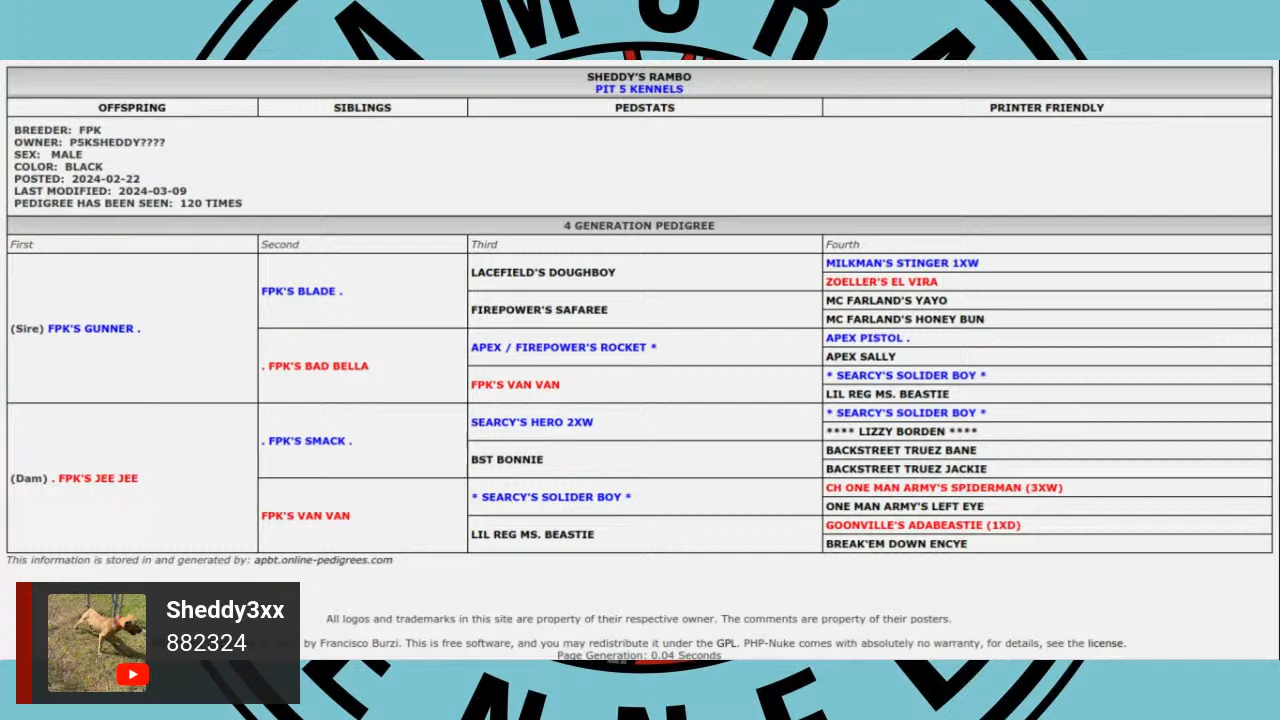 AMORA
SHEDDY'S RAMBO
PIT 5 KENNELS
OFFSPRING SIBLINGS PEDSTATS PRINTER FRIENDLY
BREEDER: FPK
OWNER: P5KSHEDDY????
SEX: MALE
COLOR: BLACK
POSTED: 2024-02-22
LAST MODIFIED: 2024-03-09
PEDIGREE HAS BEEN SEEN: 120 TIMES
4 GENERATION PEDIGREE
First Second Third Fourth
(Sire) FPK'S GUNNER .
FPK'S BLADE .
LACEFIELD'S DOUGHBOY
MILKMAN'S STINGER 1XW
ZOELLER'S EL VIRA
FIREPOWER'S SAFAREE
MC FARLAND'S YAYO
MC FARLAND'S HONEY BUN
. FPK'S BAD BELLA
APEX / FIREPOWER'S ROCKET *
APEX PISTOL .
APEX SALLY
FPK'S VAN VAN
* SEARCY'S SOLIDER BOY *
LIL REG MS. BEASTIE
(Dam) . FPK'S JEE JEE
. FPK'S SMACK .
SEARCY'S HERO 2XW
* SEARCY'S SOLIDER BOY *
**** LIZZY BORDEN ****
BST BONNIE
BACKSTREET TRUEZ BANE
BACKSTREET TRUEZ JACKIE
FPK'S VAN VAN
* SEARCY'S SOLIDER BOY *
CH ONE MAN ARMY'S SPIDERMAN (3XW)
ONE MAN ARMY'S LEFT EYE
LIL REG MS. BEASTIE
GOONVILLE'S ADABEASTIE (1XD)
BREAK'EM DOWN ENCYE
This information is stored in and generated by: apbt.online-pedigrees.com
All logos and trademarks in this site are property of their respective owner. The comments are property of their posters.
by Francisco Burzi. This is free software, and you may redistribute it under the GPL. PHP-Nuke comes with absolutely no warranty, for details, see the license.
Page Generation: 0.04 Seconds
Sheddy3xx
882324